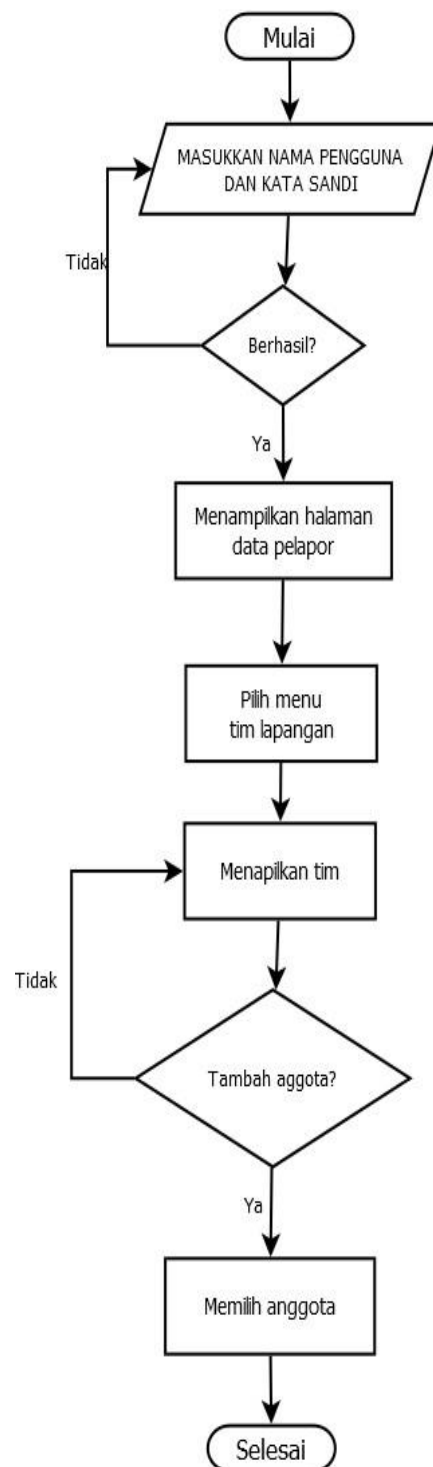 Mulai
MASUKKAN NAMA PENGGUNA
DAN KATA SANDI
Tidak
Berhasil?
Ya
Menampilkan halaman
data pelapor
Pilih menu
tim lapangan
Menapilkan tim
Tidak
Tambah aggota?
Ya
Memilih anggota
Selesai